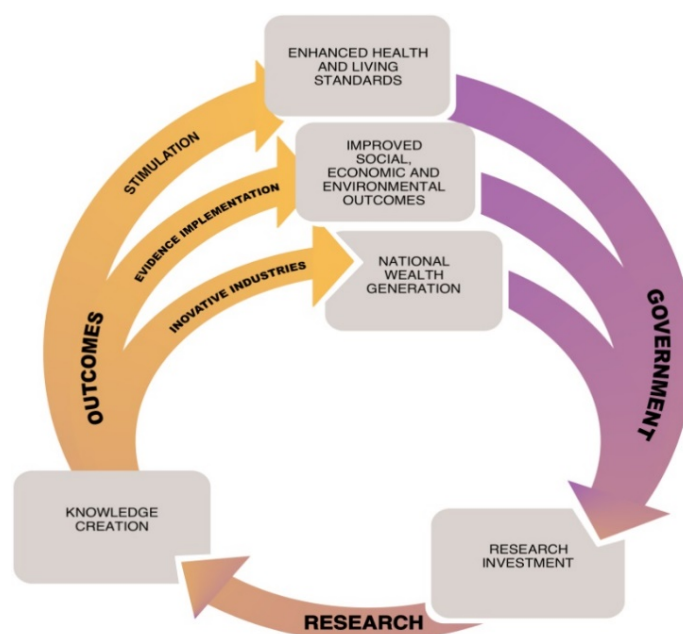 ENHANCED HEALTH
AND LIVING
STANDARDS
STIMULATION
IMPROVED
SOCIAL,
ECONOMIC AND
ENVIRONMENTAL
OUTCOMES
EVIDENCE IMPLEMENTATION
NATIONAL
WEALTH
GENERATION
INOVATIVE INDUSTRIES
OUTCOMES
GOVERNMENT
KNOWLEDGE
CREATION
RESEARCH
INVESTMENT
RESEARCH